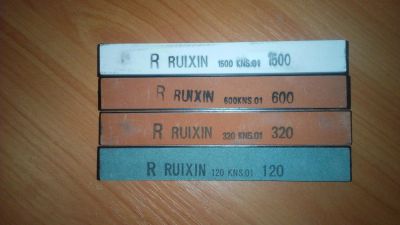 R RUIXIN 1500 KNS.01 1500
R RUIXIN 600KNS.01 600
R RUIXIN 320 KNS.01 320
R RUIXIN 120 KNS.01 120